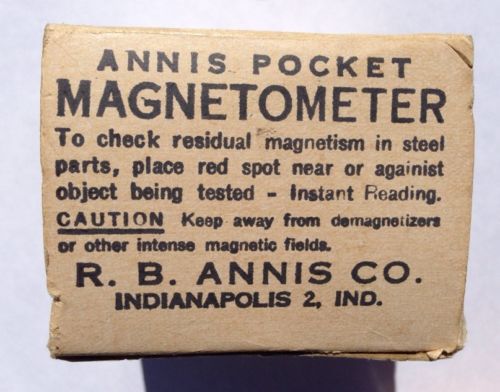 ANNIS POCKET
MAGNETOMETER
To check residual magnetism in steel
parts, place red spot near or againist
object being tested - Instant Reading.
CAUTION Keep away from demagnetizers
or other intense magnetic fields.
R. B. ANNIS CO.
INDIANAPOLIS 2, IND.